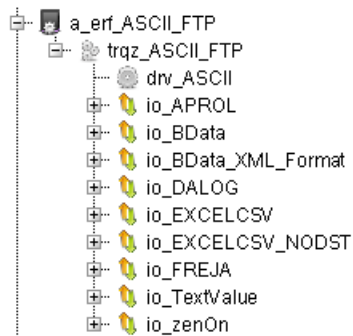 a_erf_ASCII_FTP
trqz_ASCII_FTP
drv_ASCII
io_APROL
io_BData
io_BData_XML_Format
io_DALOG
io_EXCELCSV
io_EXCELCSV_NODST
io_FREJA
io_TextValue
io_zenOn